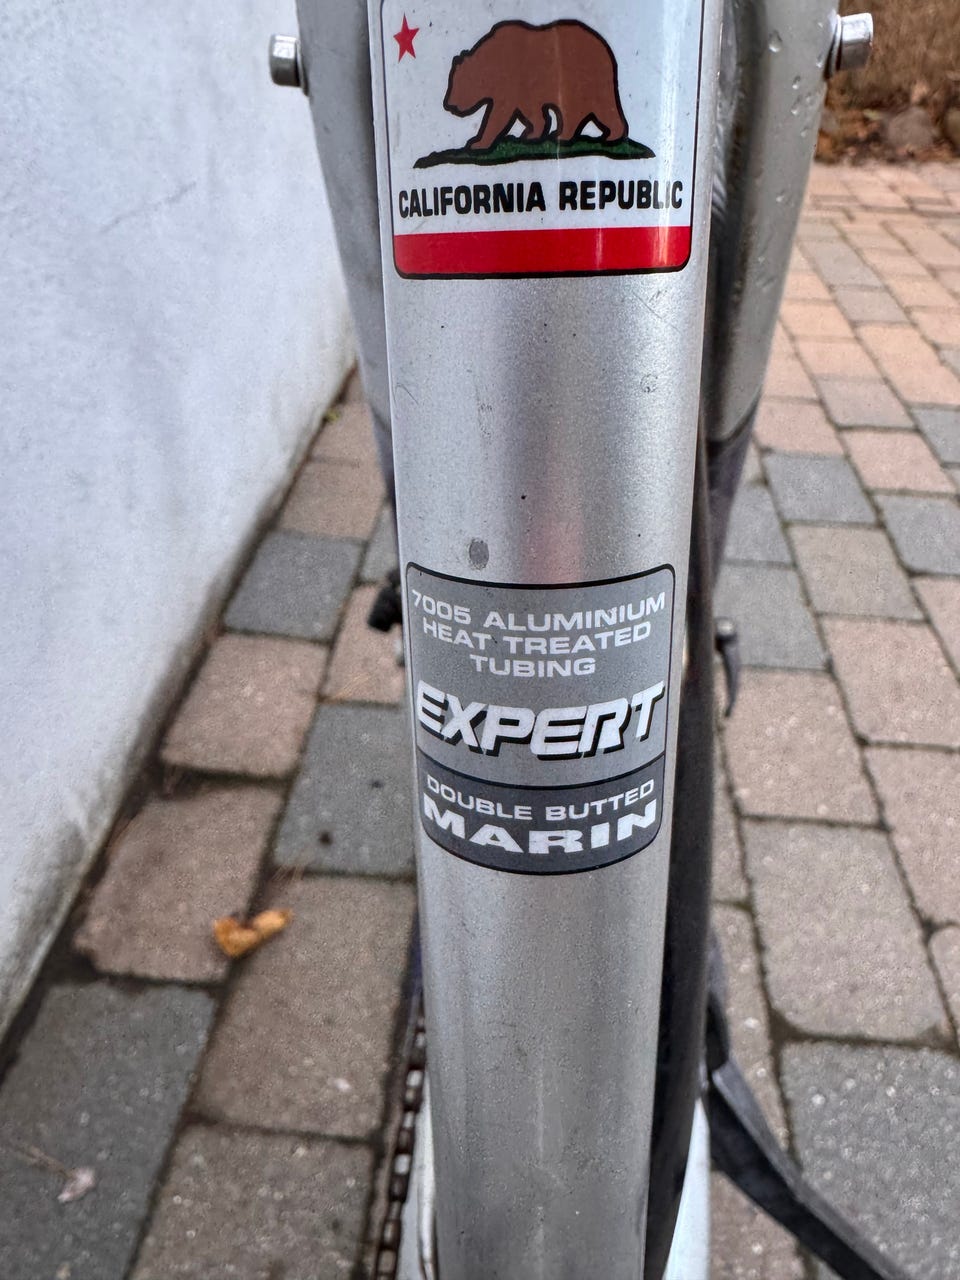 CALIFORNIA REPUBLIC
7005 ALUMINIUM
HEAT TREATED
TUBING
EXPERT
DOUBLE BUTTED
MARIN